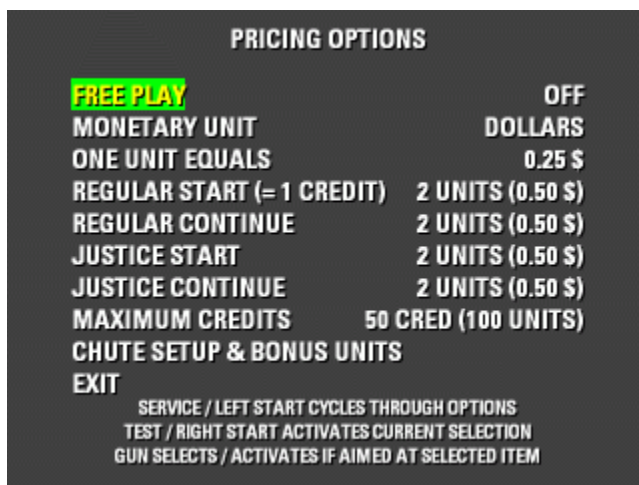 PRICING OPTIONS
FREE PLAY OFF
MONETARY UNIT DOLLARS
ONE UNIT EQUALS 0.25 $
REGULAR START (= 1 CREDIT) 2 UNITS (0.50 $)
REGULAR CONTINUE 2 UNITS (0.50 $)
JUSTICE START 2 UNITS (0.50 $)
JUSTICE CONTINUE 2 UNITS (0.50 $)
MAXIMUM CREDITS 50 CRED (100 UNITS)
CHUTE SETUP & BONUS UNITS
EXIT
SERVICE / LEFT START CYCLES THROUGH OPTIONS
TEST / RIGHT START ACTIVATES CURRENT SELECTION
GUN SELECTS / ACTIVATES IF AIMED AT SELECTED ITEM